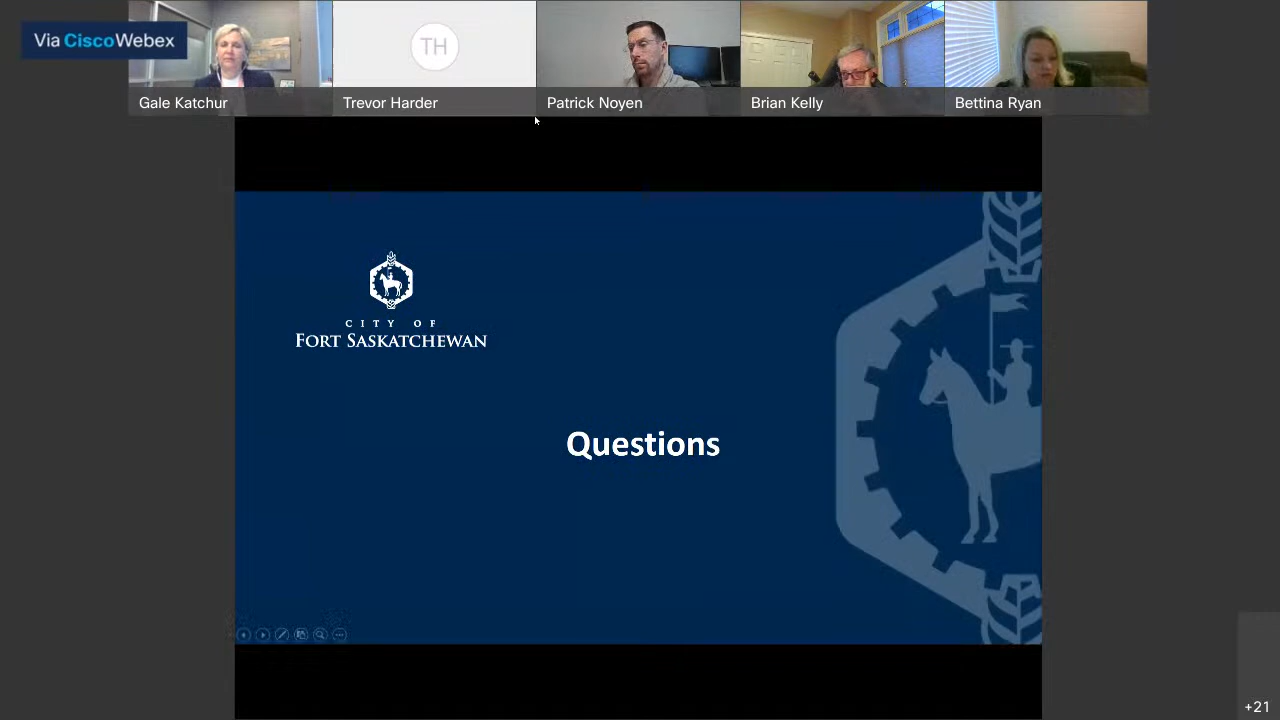 Via CiscoWebex
TH
Gale Katchur
Trevor Harder
Patrick Noyen
Brian Kelly
Bettina Ryan
CITY OF
FORT SASKATCHEWAN
Questions
+21